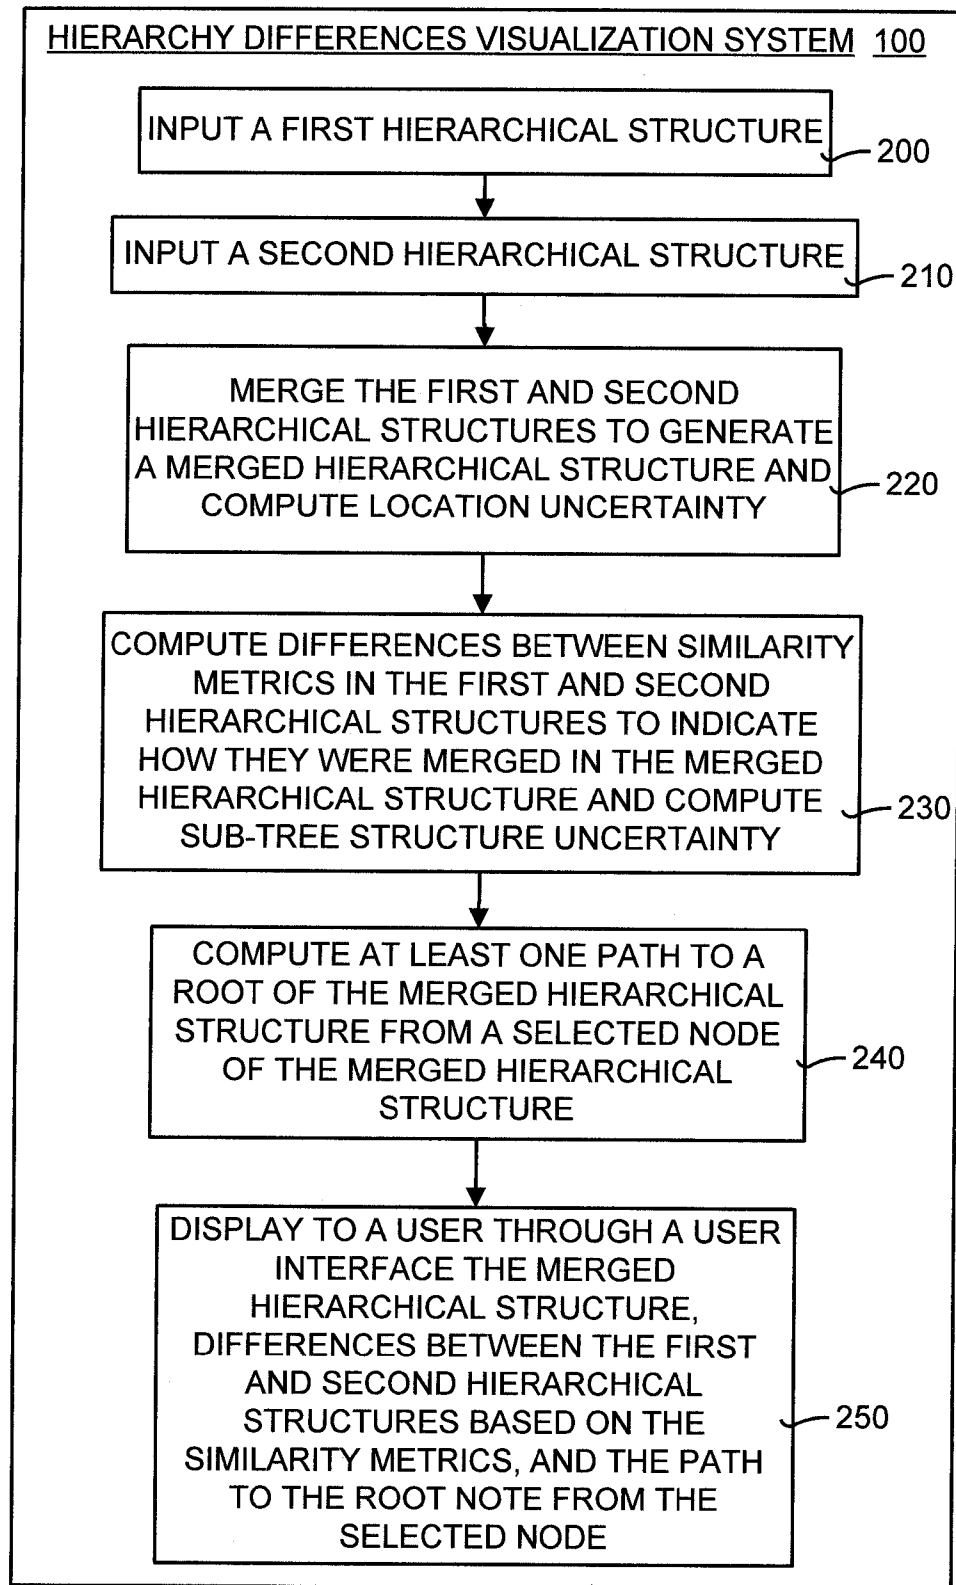 HIERARCHY DIFFERENCES VISUALIZATION SYSTEM 100
INPUT A FIRST HIERARCHICAL STRUCTURE
200
INPUT A SECOND HIERARCHICAL STRUCTURE
210
MERGE THE FIRST AND SECOND
HIERARCHICAL STRUCTURES TO GENERATE
A MERGED HIERARCHICAL STRUCTURE AND
COMPUTE LOCATION UNCERTAINTY
220
COMPUTE DIFFERENCES BETWEEN SIMILARITY
METRICS IN THE FIRST AND SECOND
HIERARCHICAL STRUCTURES TO INDICATE
HOW THEY WERE MERGED IN THE MERGED
HIERARCHICAL STRUCTURE AND COMPUTE
SUB-TREE STRUCTURE UNCERTAINTY
230
COMPUTE AT LEAST ONE PATH TO A
ROOT OF THE MERGED HIERARCHICAL
STRUCTURE FROM A SELECTED NODE
OF THE MERGED HIERARCHICAL
STRUCTURE
240
DISPLAY TO A USER THROUGH A USER
INTERFACE THE MERGED
HIERARCHICAL STRUCTURE,
DIFFERENCES BETWEEN THE FIRST
AND SECOND HIERARCHICAL
STRUCTURES BASED ON THE
SIMILARITY METRICS, AND THE PATH
TO THE ROOT NOTE FROM THE
SELECTED NODE
250